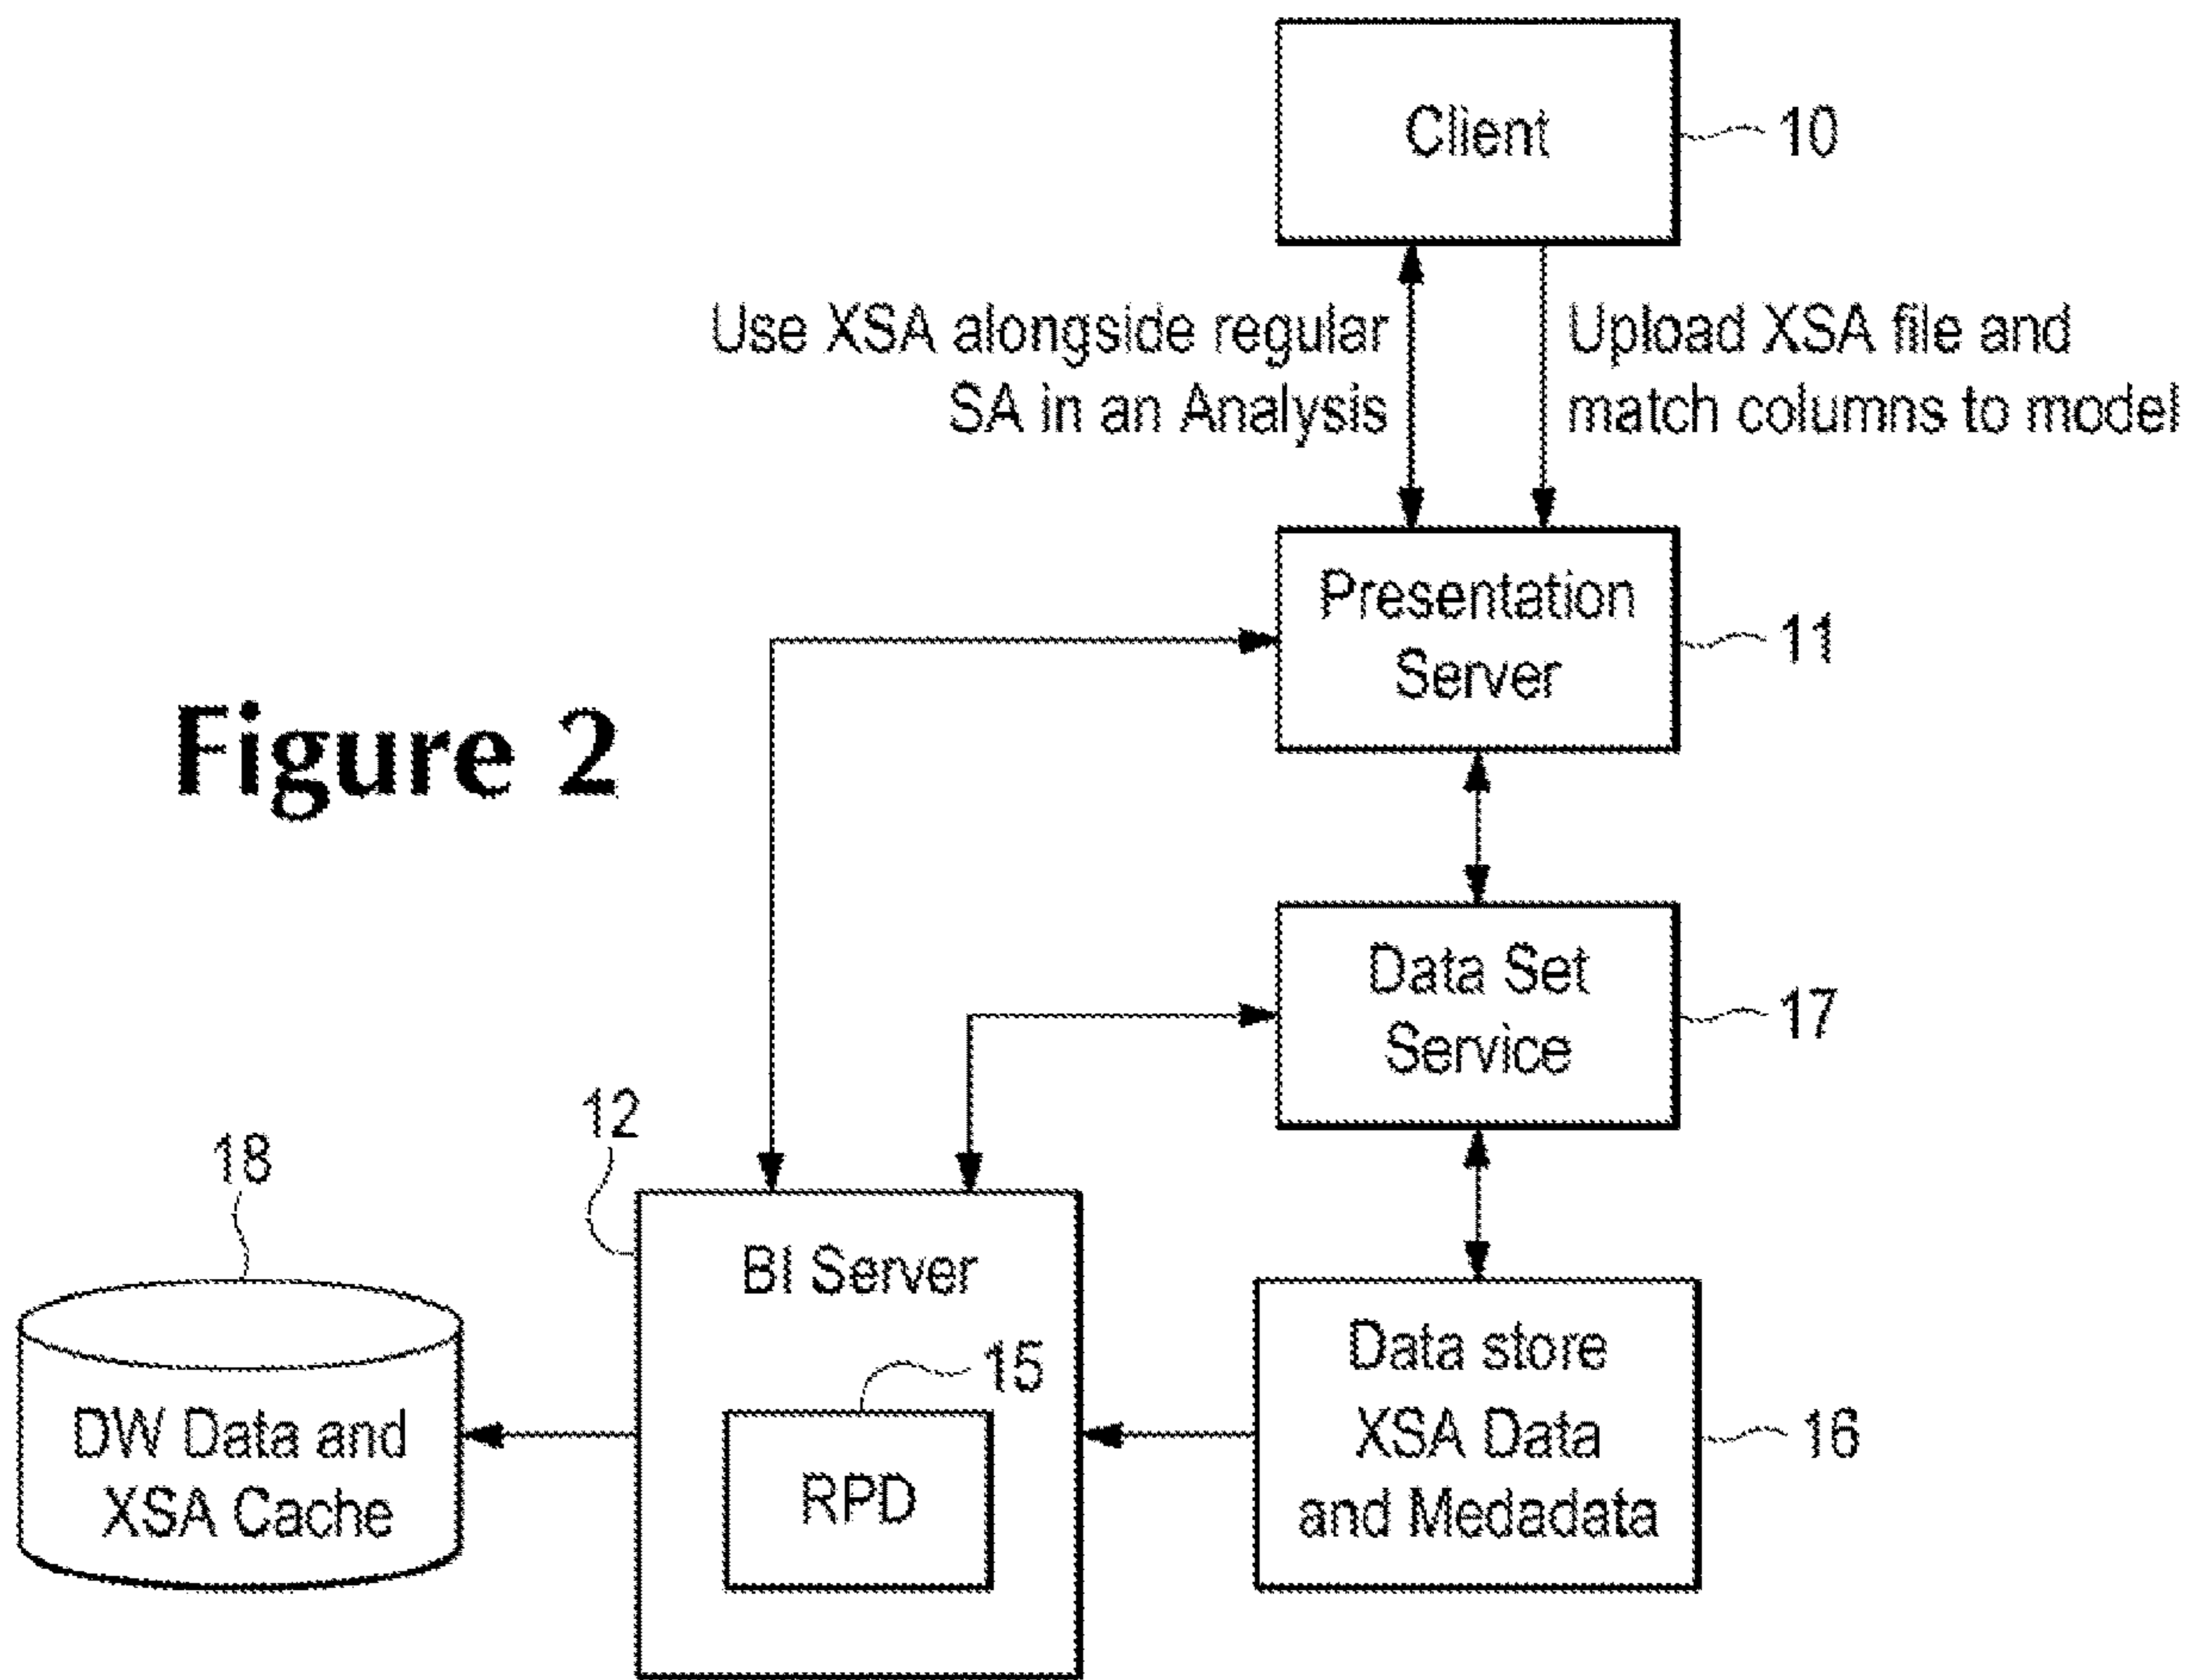 Client
10
Use XSA alongside regular
SA in an Analysis
Upload XSA file and
match columns to model
Presentation
Server
11
Figure 2
Data Set
Service
17
12
18
BI Server
15
RPD
DW Data and
XSA Cache
Data store
XSA Data
and Medadata
16